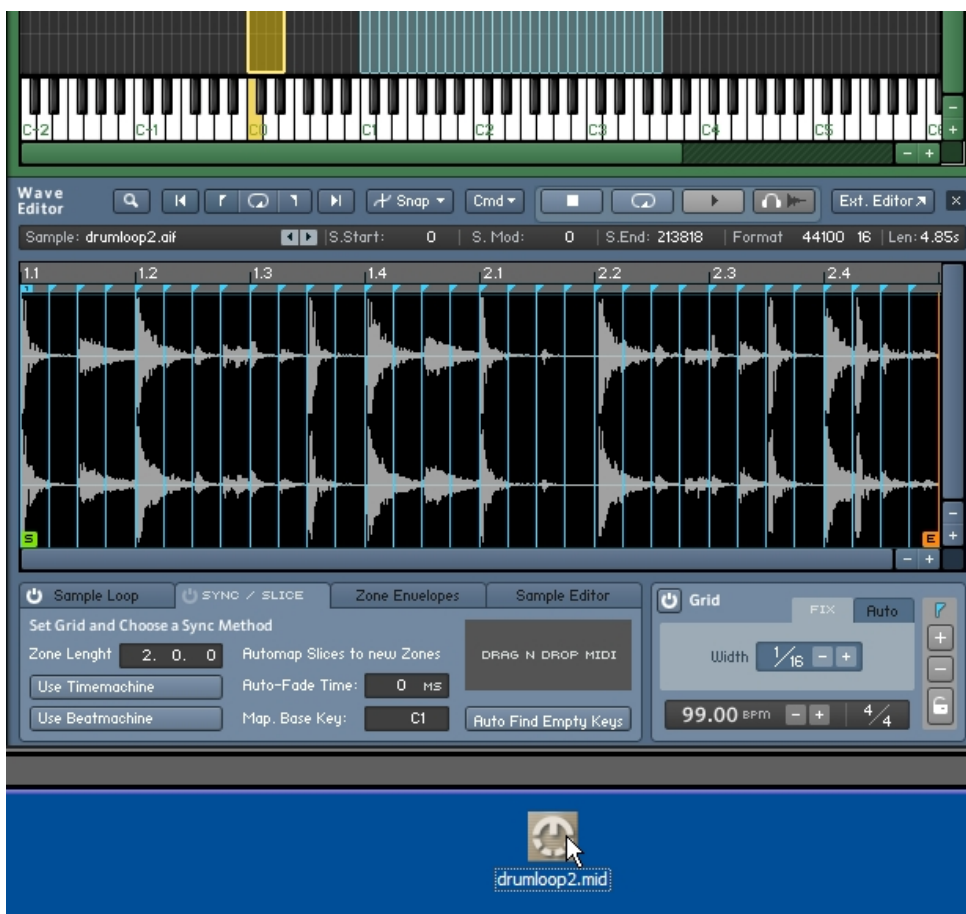 C-2 C-1 C0 C1 C2 C3 C4 C5 C6
Wave Editor Snap Cmd Ext. Editor
Sample: drumloop2.aif S.Start: 0 S. Mod: 0 S.End: 213818 Format 44100 16 Len: 4.85s
1.1 1.2 1.3 1.4 2.1 2.2 2.3 2.4
S E
Sample Loop SYNC / SLICE Zone Envelopes Sample Editor
Set Grid and Choose a Sync Method
Zone Lenght 2. 0. 0 Automap Slices to new Zones DRAG N DROP MIDI
Use Timemachine Auto-Fade Time: 0 MS
Use Beatmachine Map. Base Key: C1 Auto Find Empty Keys
Grid FIX Auto
Width 1/16 - +
99.00 BPM - + 4/4
drumloop2.mid